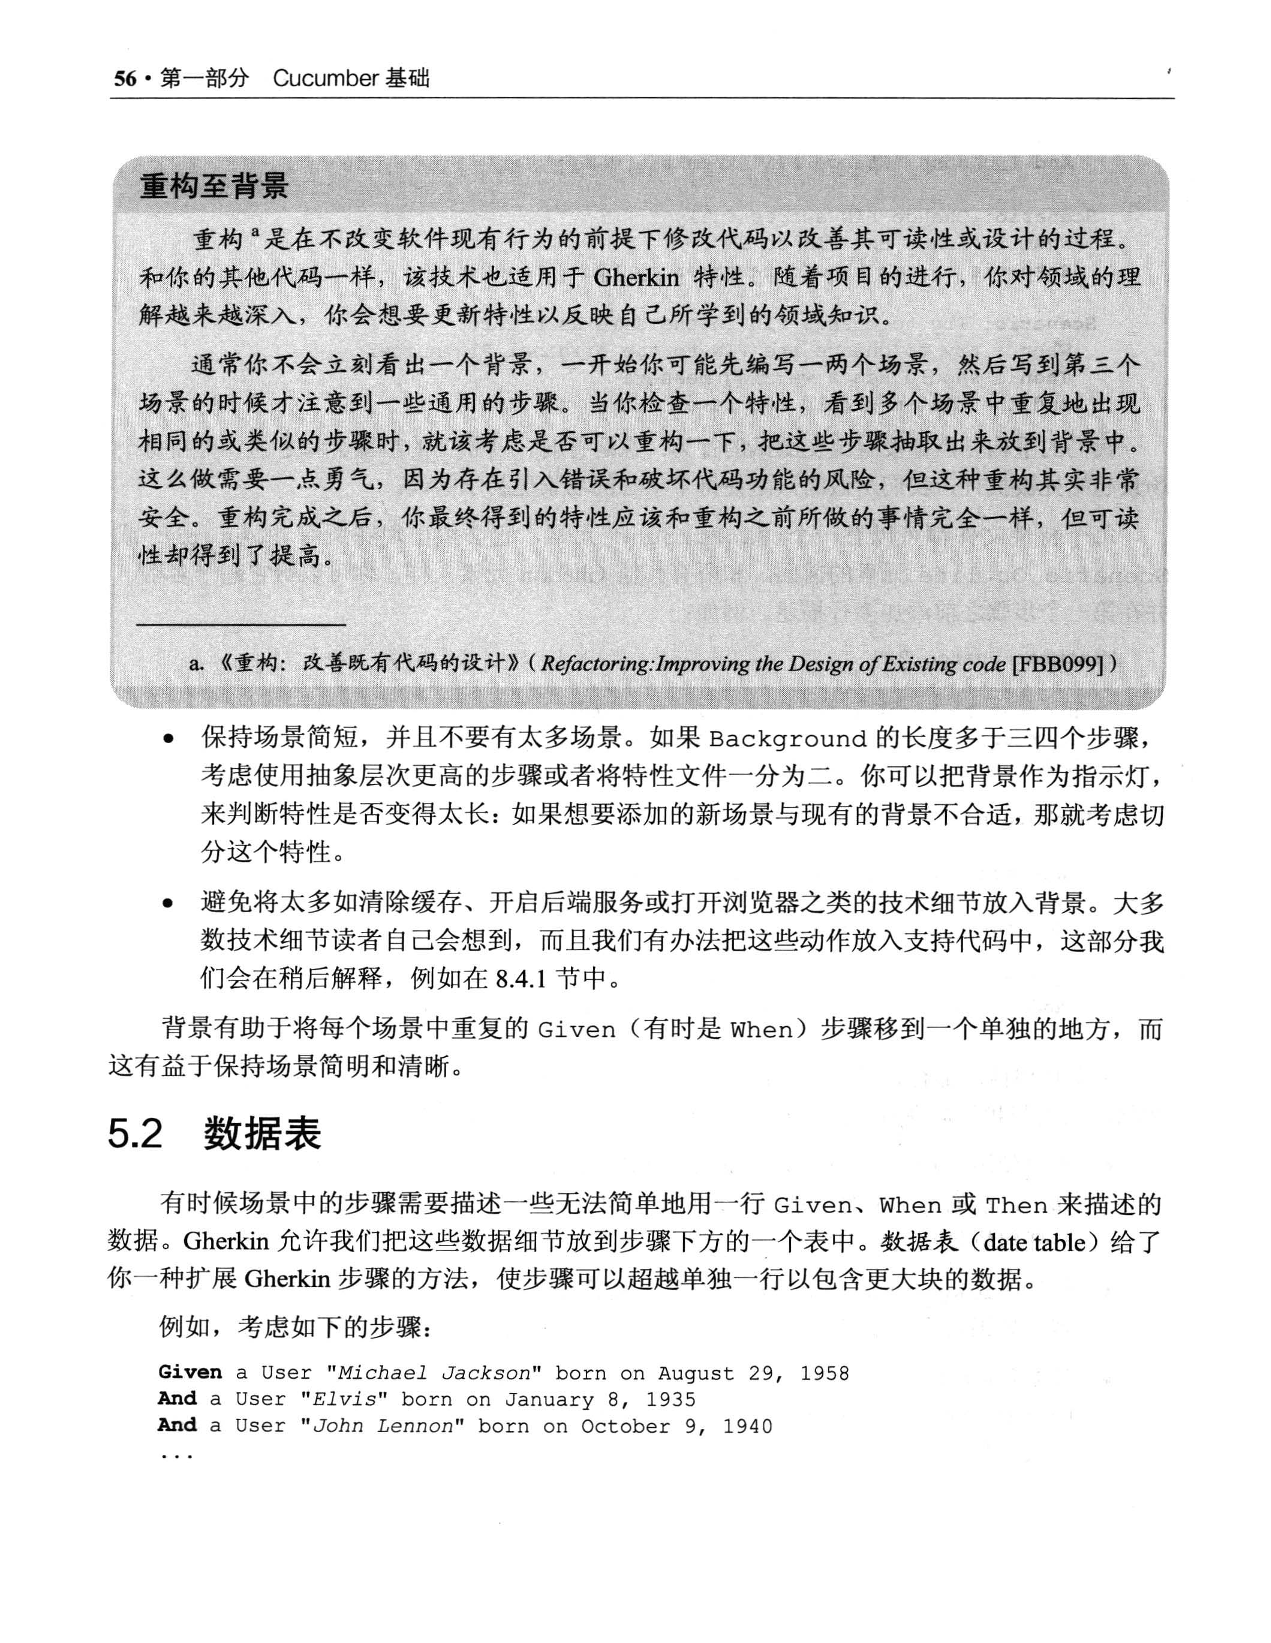 56·第一部分 Cucumber 基础
重构至背景
重构 a 是在不改变软件现有行为的前提下修改代码以改善其可读性或设计的过程。
和你的其他代码一样，该技术也适用于 Gherkin 特性。随着项目的进行，你对领域的理
解越来越深入，你会想要更新特性以反映自己所学到的领域知识。
通常你不会立刻看出一个背景，一开始你可能先编写一两个场景，然后写到第三个
场景的时候才注意到一些通用的步骤。当你检查一个特性，看到多个场景中重复地出现
相同的或类似的步骤时，就该考虑是否可以重构一下，把这些步骤抽取出来放到背景中。
这么做需要一点勇气，因为存在引入错误和破坏代码功能的风险，但这种重构其实非常
安全。重构完成之后，你最终得到的特性应该和重构之前所做的事情完全一样，但可读
性却得到了提高。
a. 《重构：改善既有代码的设计》（Refactoring:Improving the Design of Existing code [FBB099]）
● 保持场景简短，并且不要有太多场景。如果 Background 的长度多于三四个步骤，
考虑使用抽象层次更高的步骤或者将特性文件一分为二。你可以把背景作为指示灯，
来判断特性是否变得太长：如果想要添加的新场景与现有的背景不合适，那就考虑切
分这个特性。
● 避免将太多如清除缓存、开启后端服务或打开浏览器之类的技术细节放入背景。大多
数技术细节读者自己会想到，而且我们有办法把这些动作放入支持代码中，这部分我
们会在稍后解释，例如在 8.4.1 节中。
背景有助于将每个场景中重复的 Given（有时是 When）步骤移到一个单独的地方，而
这有益于保持场景简明和清晰。
5.2 数据表
有时候场景中的步骤需要描述一些无法简单地用一行 Given、When 或 Then 来描述的
数据。Gherkin 允许我们把这些数据细节放到步骤下方的一个表中。数据表（date table）给了
你一种扩展 Gherkin 步骤的方法，使步骤可以超越单独一行以包含更大块的数据。
例如，考虑如下的步骤：
Given a User "Michael Jackson" born on August 29, 1958
And a User "Elvis" born on January 8, 1935
And a User "John Lennon" born on October 9, 1940
...